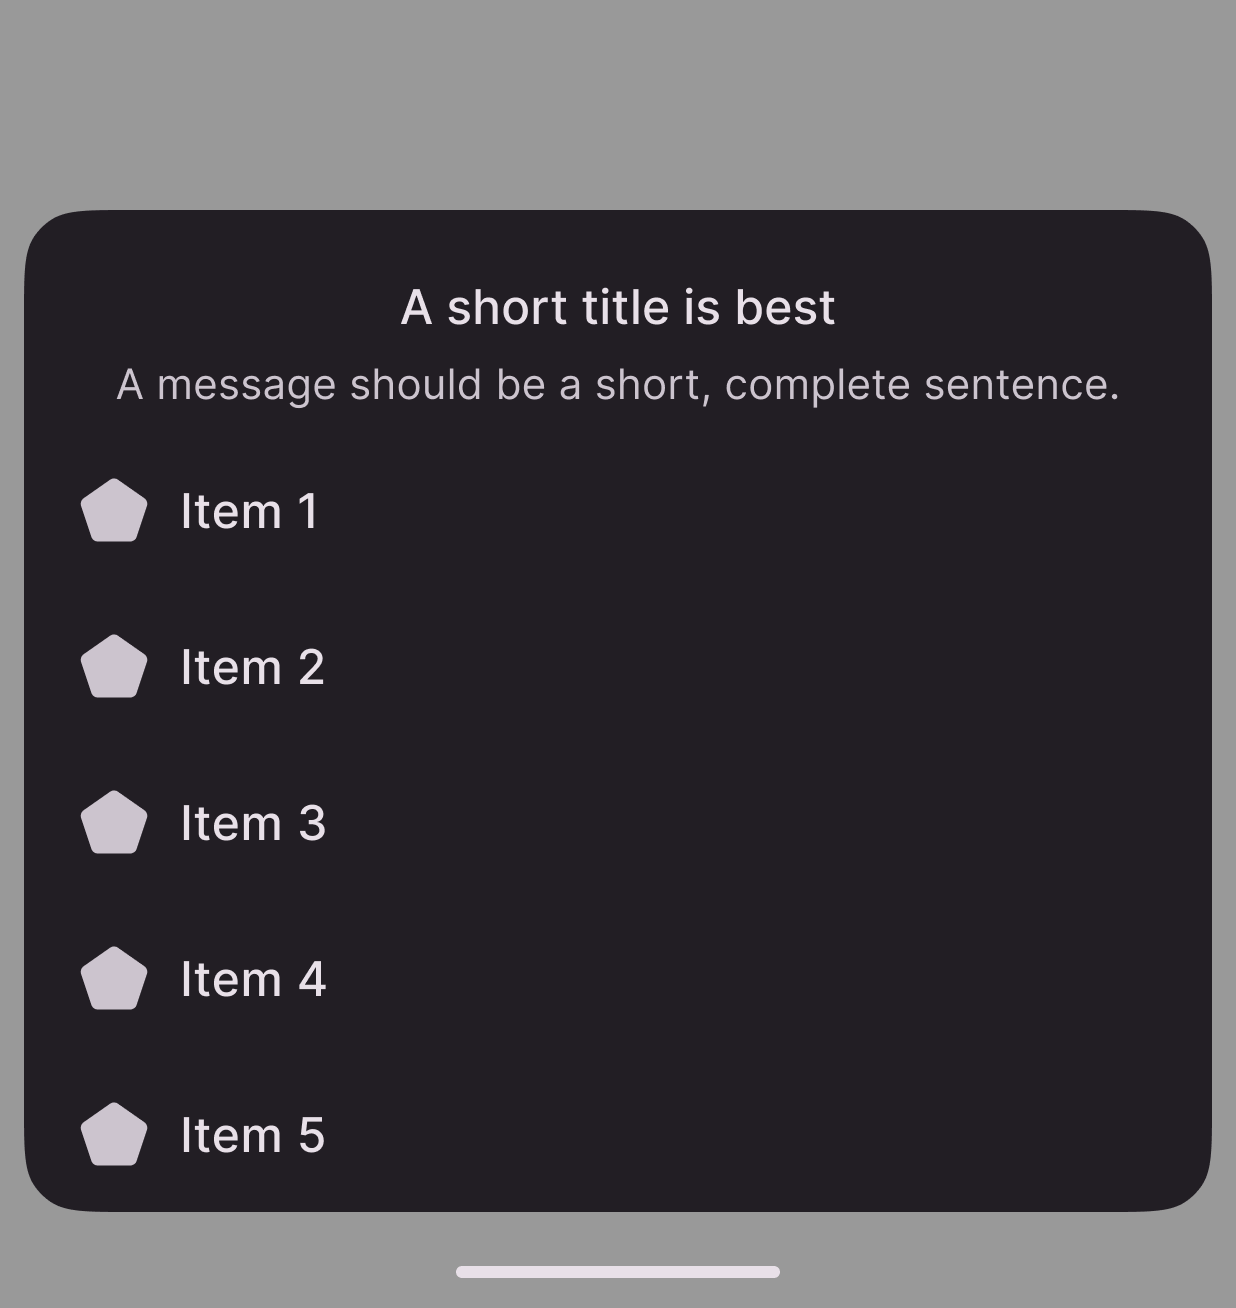 A short title is best
A message should be a short, complete sentence.
Item 1
Item 2
Item 3
Item 4
Item 5